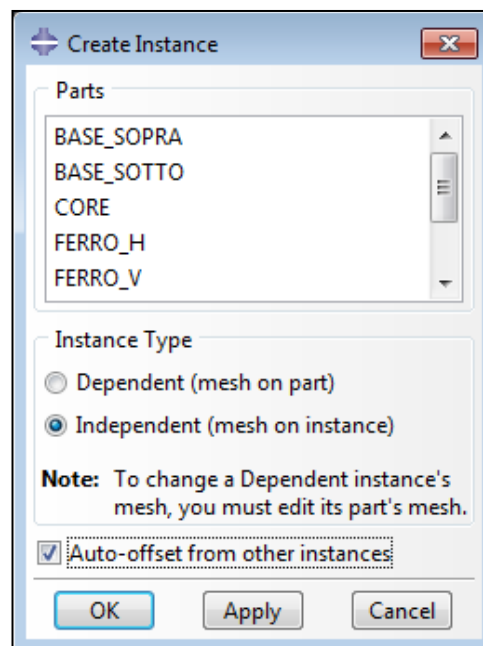 Create Instance
Parts
BASE_SOPRA
BASE_SOTTO
CORE
FERRO_H
FERRO_V
Instance Type
Dependent (mesh on part)
Independent (mesh on instance)
Note: To change a Dependent instance's
mesh, you must edit its part's mesh.
Auto-offset from other instances
OK Apply Cancel